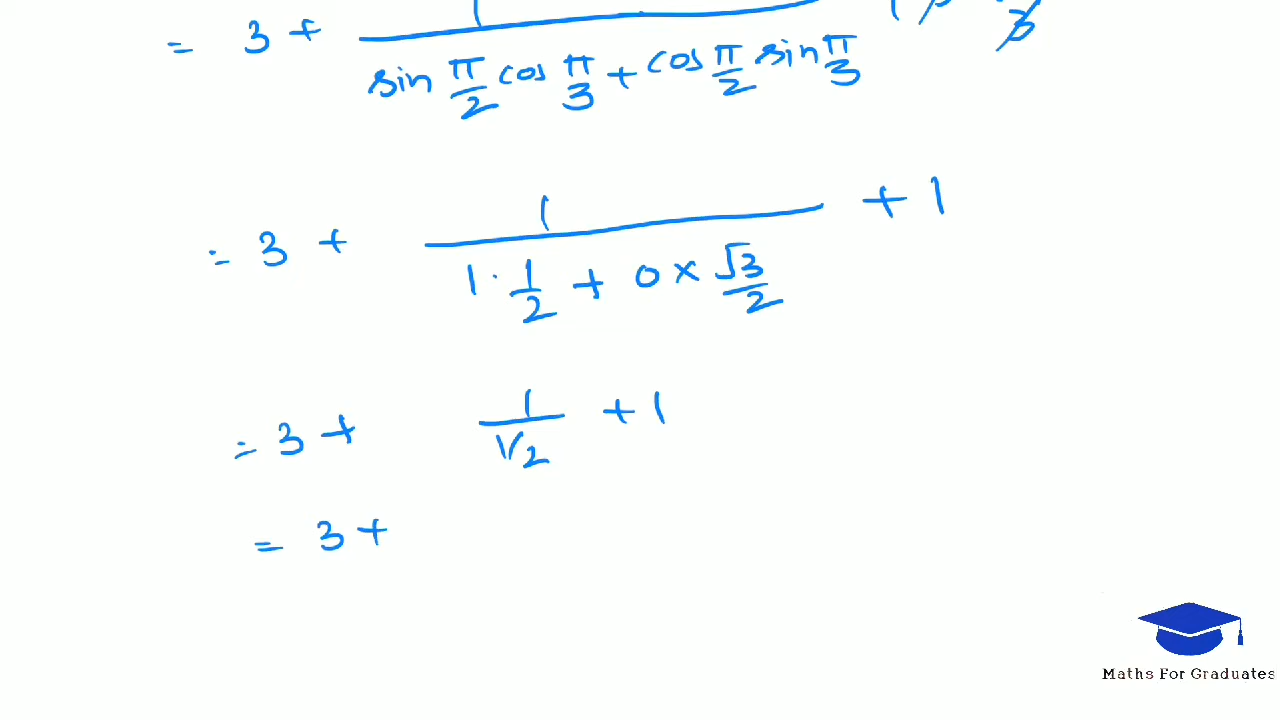 = 3 + 1 / (sin π/2 cos π/3 + cos π/2 sin π/3)
= 3 + 1 / (1 · 1/2 + 0 × √3/2) + 1
= 3 + 1 / (1/2) + 1
= 3 +
Maths For Graduates